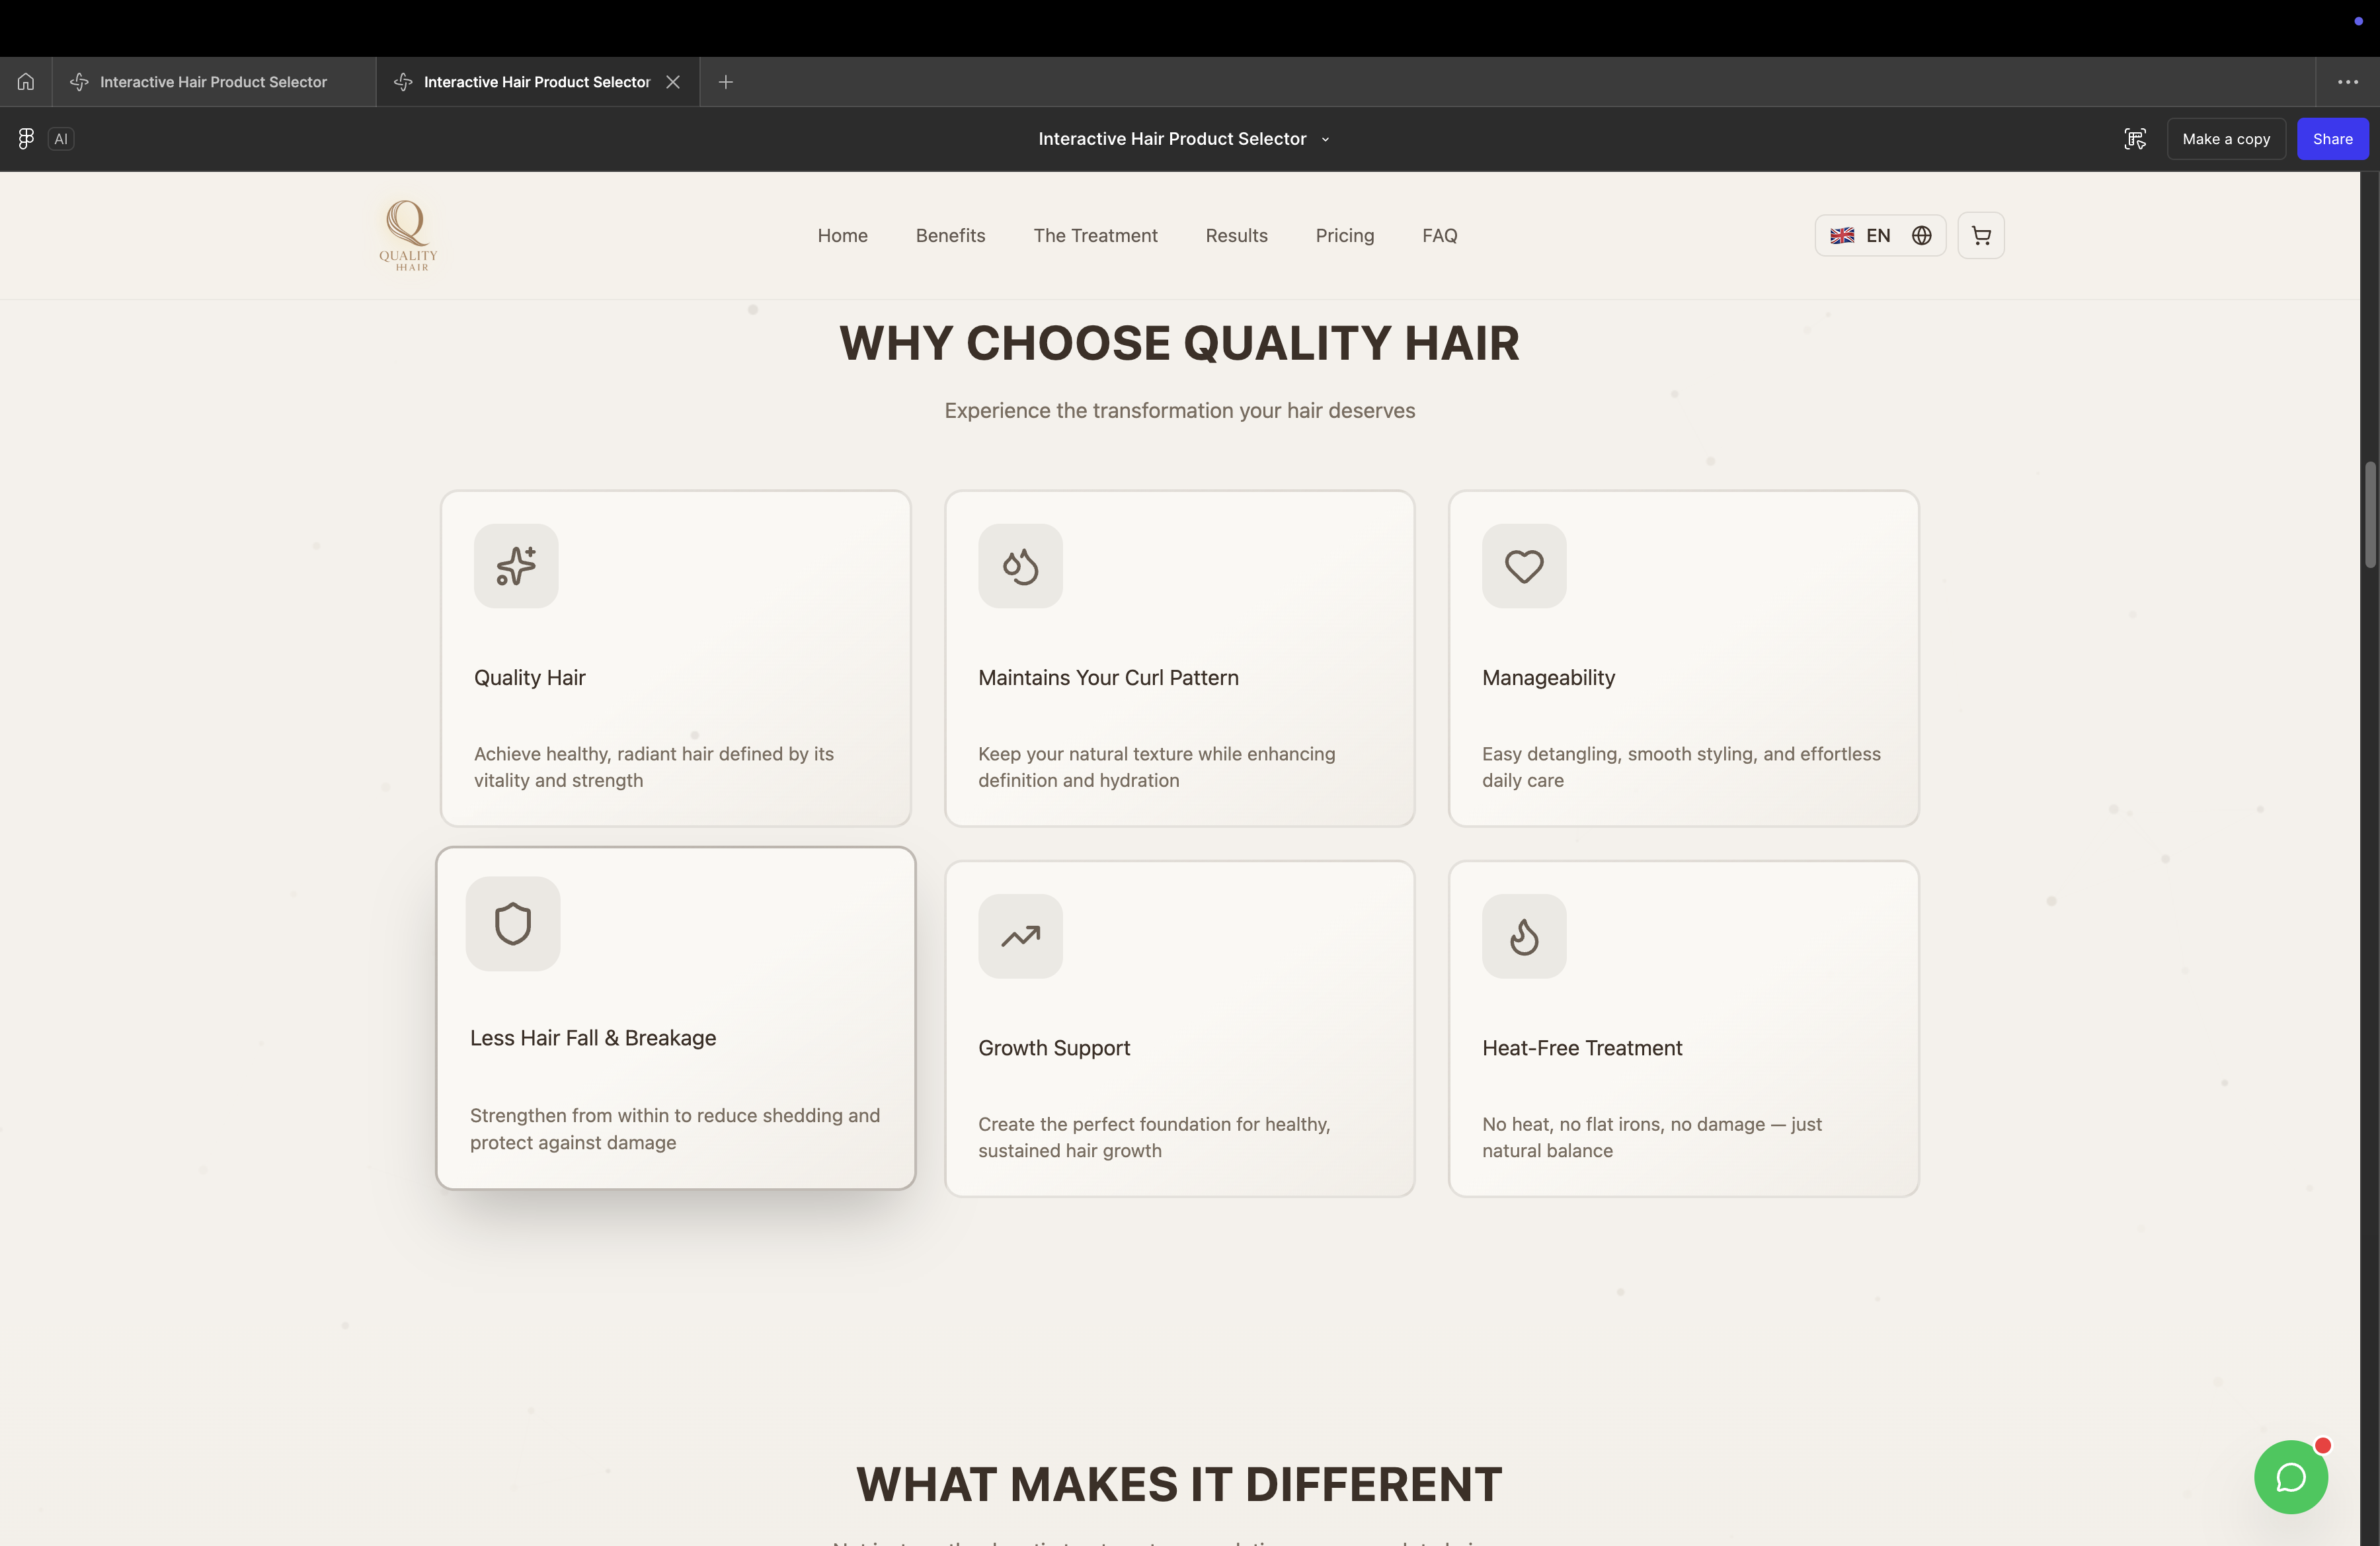 Interactive Hair Product Selector
Interactive Hair Product Selector
AI
Interactive Hair Product Selector
Make a copy
Share
QUALITY
HAIR
Home
Benefits
The Treatment
Results
Pricing
FAQ
EN
WHY CHOOSE QUALITY HAIR
Experience the transformation your hair deserves
Quality Hair
Achieve healthy, radiant hair defined by its
vitality and strength
Maintains Your Curl Pattern
Keep your natural texture while enhancing
definition and hydration
Manageability
Easy detangling, smooth styling, and effortless
daily care
Less Hair Fall & Breakage
Strengthen from within to reduce shedding and
protect against damage
Growth Support
Create the perfect foundation for healthy,
sustained hair growth
Heat-Free Treatment
No heat, no flat irons, no damage — just
natural balance
WHAT MAKES IT DIFFERENT